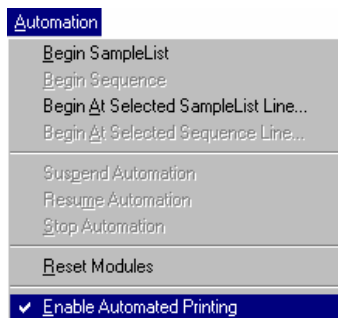 Automation
Begin SampleList
Begin Sequence
Begin At Selected SampleList Line...
Begin At Selected Sequence Line...
Suspend Automation
Resume Automation
Stop Automation
Reset Modules
Enable Automated Printing